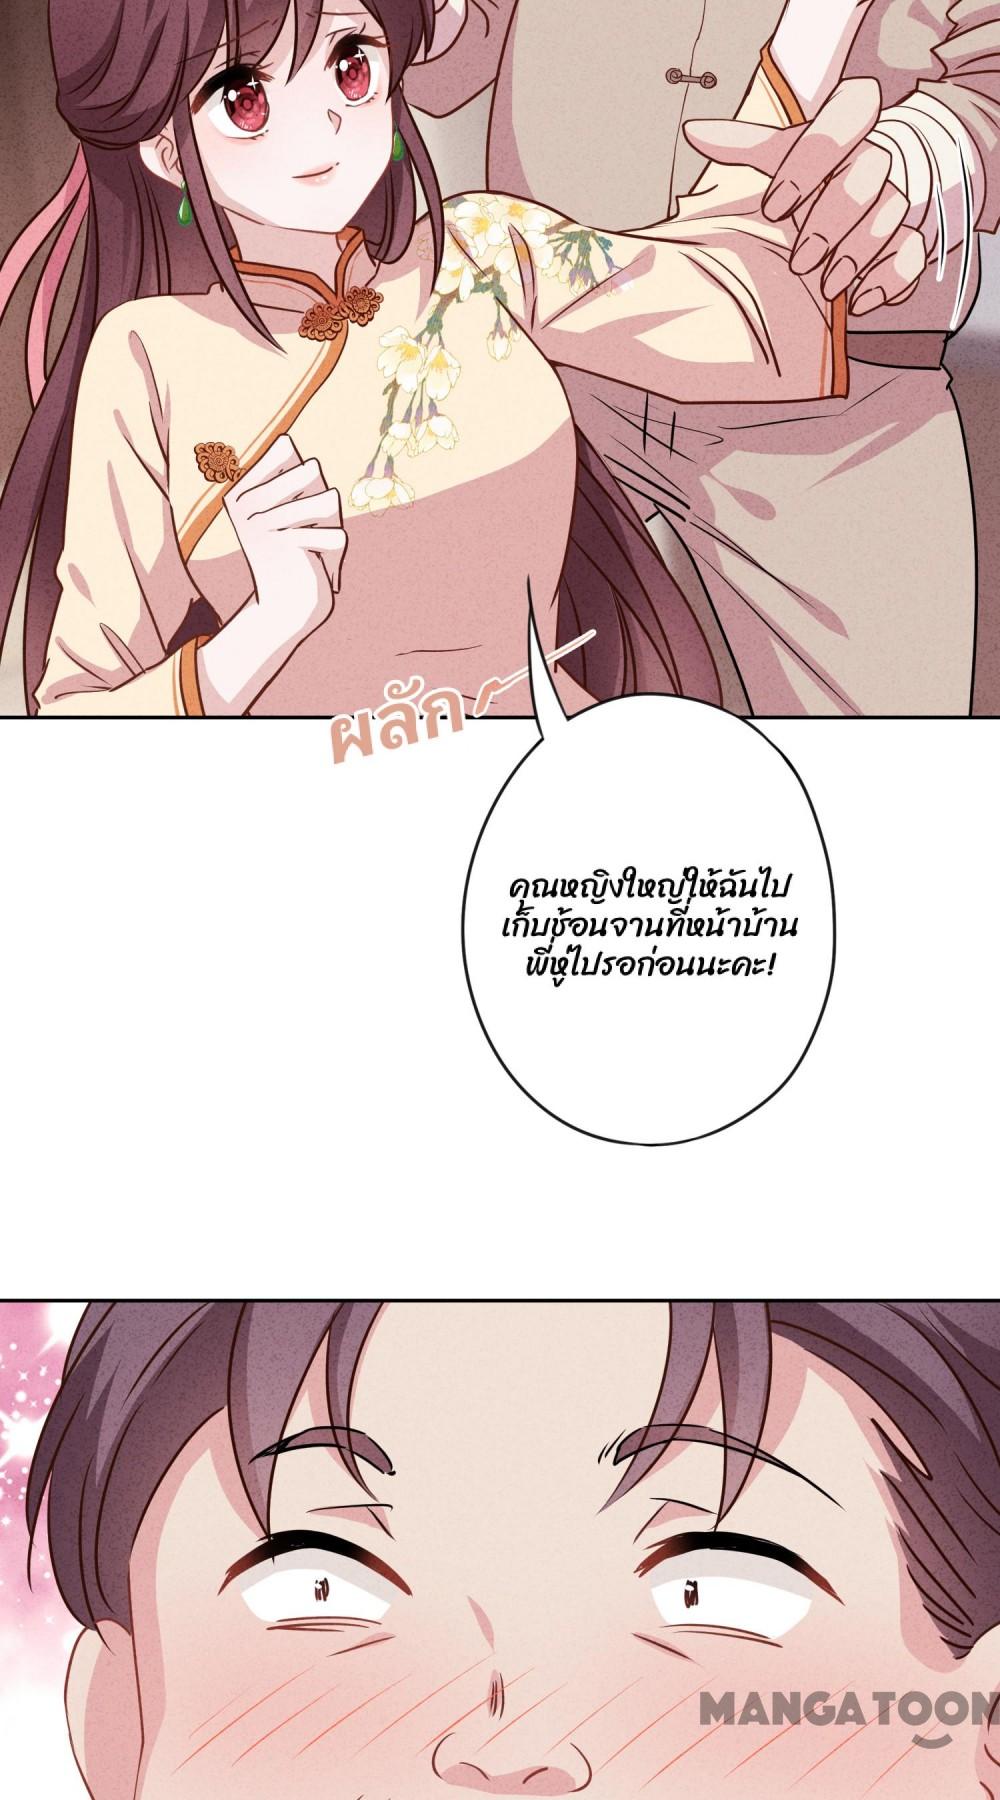 ผลัก
คุณหญิงใหญ่ให้ฉันไป
เก็บช้อนจานที่หน้าบ้าน
พี่หู่ไปรอก่อนนะคะ!
MANGATOON